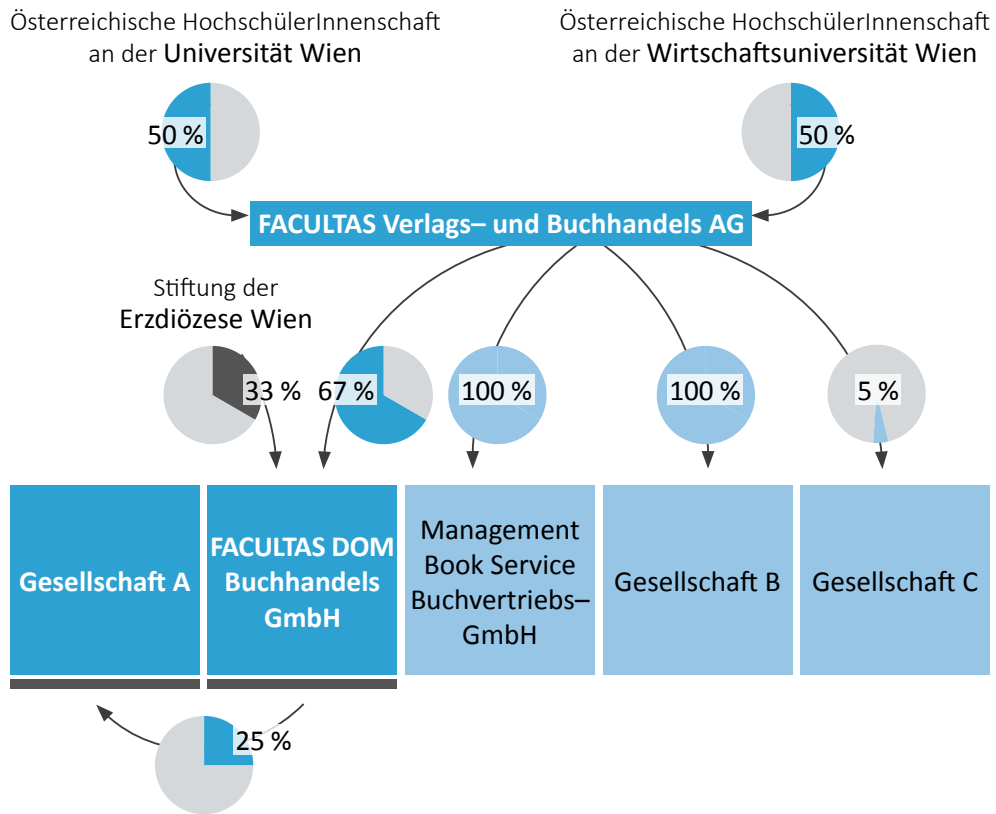 Österreichische HochschülerInnenschaft
an der Universität Wien
Österreichische HochschülerInnenschaft
an der Wirtschaftsuniversität Wien
50 %
50 %
FACULTAS Verlags– und Buchhandels AG
Stiftung der
Erzdiözese Wien
33 %
67 %
100 %
100 %
5 %
Gesellschaft A
FACULTAS DOM
Buchhandels
GmbH
Management
Book Service
Buchvertriebs–
GmbH
Gesellschaft B
Gesellschaft C
25 %